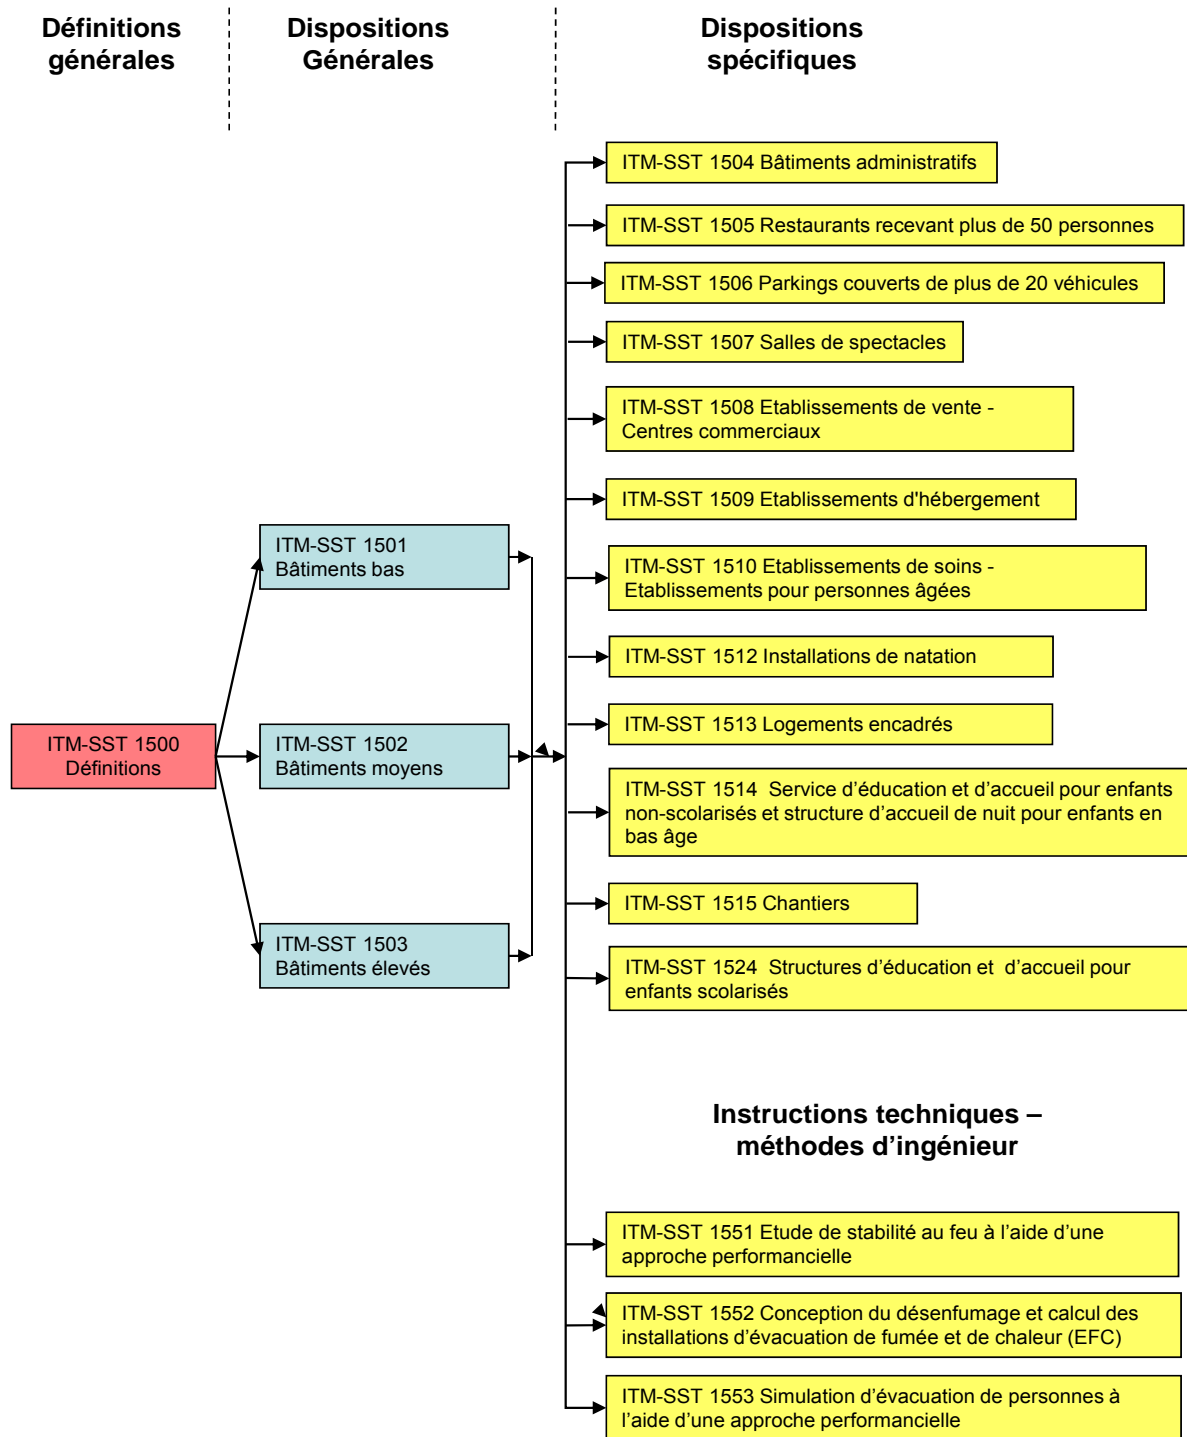 Définitions
générales
Dispositions
Générales
Dispositions
spécifiques
ITM-SST 1500
Définitions
ITM-SST 1501
Bâtiments bas
ITM-SST 1502
Bâtiments moyens
ITM-SST 1503
Bâtiments élevés
ITM-SST 1504 Bâtiments administratifs
ITM-SST 1505 Restaurants recevant plus de 50 personnes
ITM-SST 1506 Parkings couverts de plus de 20 véhicules
ITM-SST 1507 Salles de spectacles
ITM-SST 1508 Etablissements de vente -
Centres commerciaux
ITM-SST 1509 Etablissements d'hébergement
ITM-SST 1510 Etablissements de soins -
Etablissements pour personnes âgées
ITM-SST 1512 Installations de natation
ITM-SST 1513 Logements encadrés
ITM-SST 1514  Service d’éducation et d’accueil pour enfants
non-scolarisés et structure d’accueil de nuit pour enfants en
bas âge
ITM-SST 1515 Chantiers
ITM-SST 1524  Structures d’éducation et  d’accueil pour
enfants scolarisés
Instructions techniques –
méthodes d’ingénieur
ITM-SST 1551 Etude de stabilité au feu à l’aide d’une
approche performancielle
ITM-SST 1552 Conception du désenfumage et calcul des
installations d’évacuation de fumée et de chaleur (EFC)
ITM-SST 1553 Simulation d’évacuation de personnes à
l’aide d’une approche performancielle